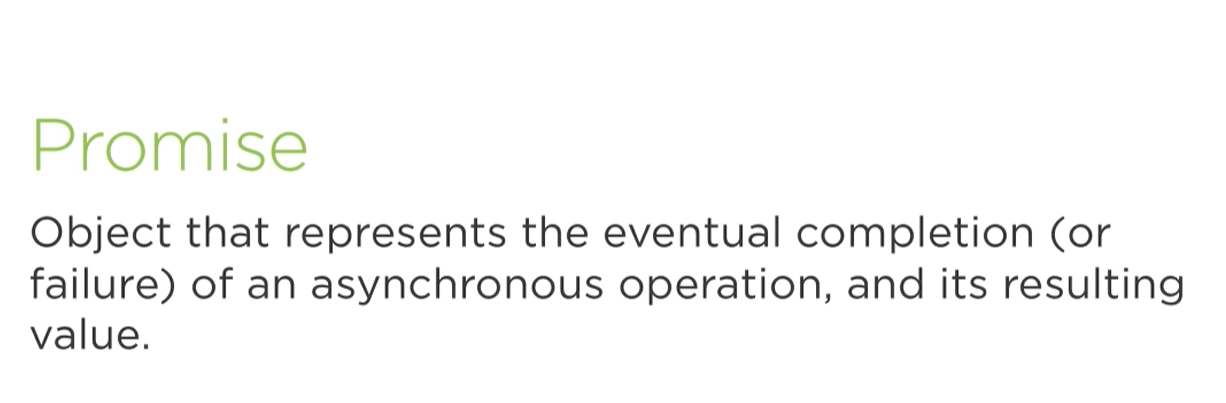 Promise
Object that represents the eventual completion (or
failure) of an asynchronous operation, and its resulting
value.